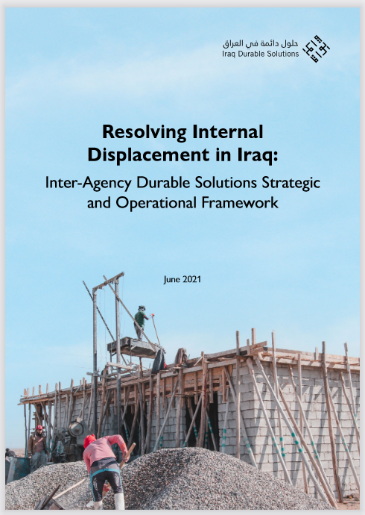 حلول دائمة في العراق
Iraq Durable Solutions
Resolving Internal
Displacement in Iraq:
Inter-Agency Durable Solutions Strategic
and Operational Framework
June 2021